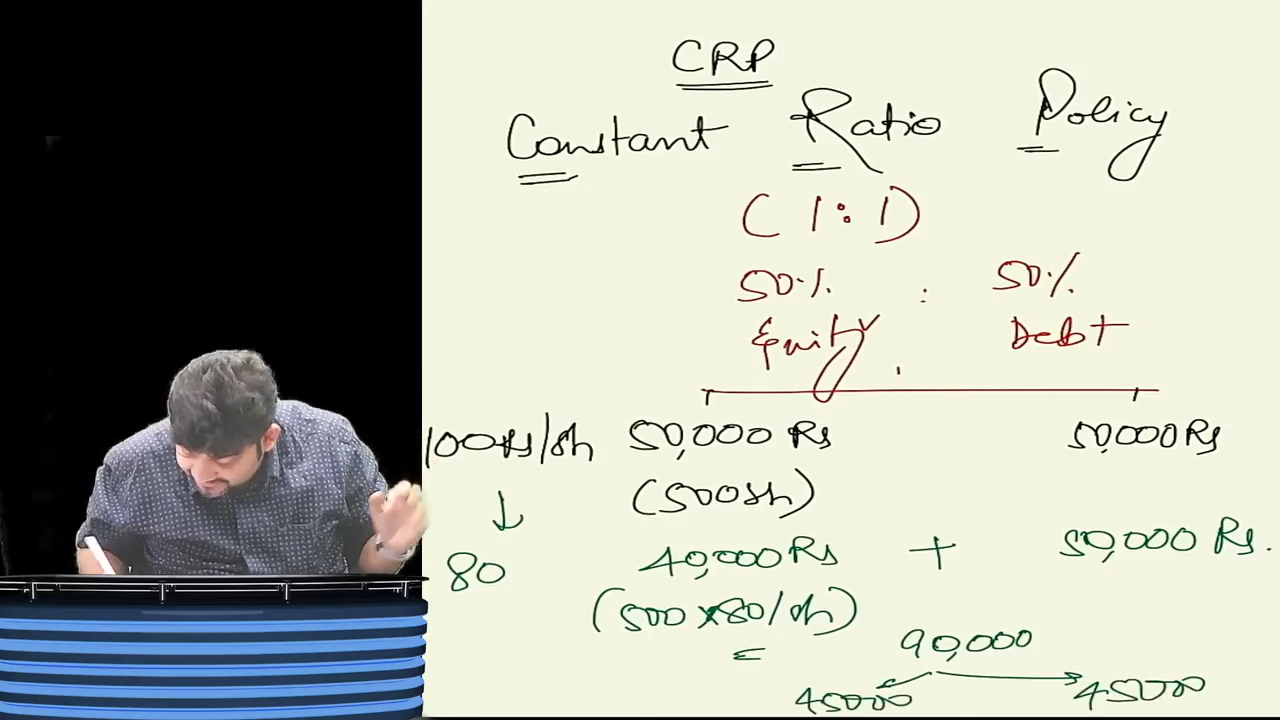 CRP
Constant Ratio Policy
(1:1)
50% : 50%
Equity Debt
100Rs/sh 50,000 Rs 50,000 Rs
(500sh)
↓
80 40,000 Rs + 50,000 Rs.
(500×80/sh)
90,000
45000 45000